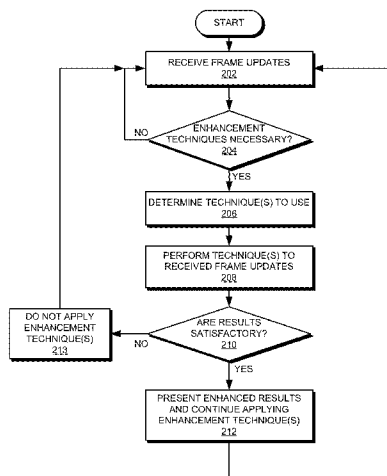 START
RECEIVE FRAME UPDATES
202
ENHANCEMENT
TECHNIQUES NECESSARY?
204
NO
YES
DETERMINE TECHNIQUE(S) TO USE
206
PERFORM TECHNIQUE(S) TO
RECEIVED FRAME UPDATES
208
ARE RESULTS
SATISFACTORY?
210
NO
YES
DO NOT APPLY
ENHANCEMENT
TECHNIQUE(S)
213
PRESENT ENHANCED RESULTS
AND CONTINUE APPLYING
ENHANCEMENT TECHNIQUE(S)
212